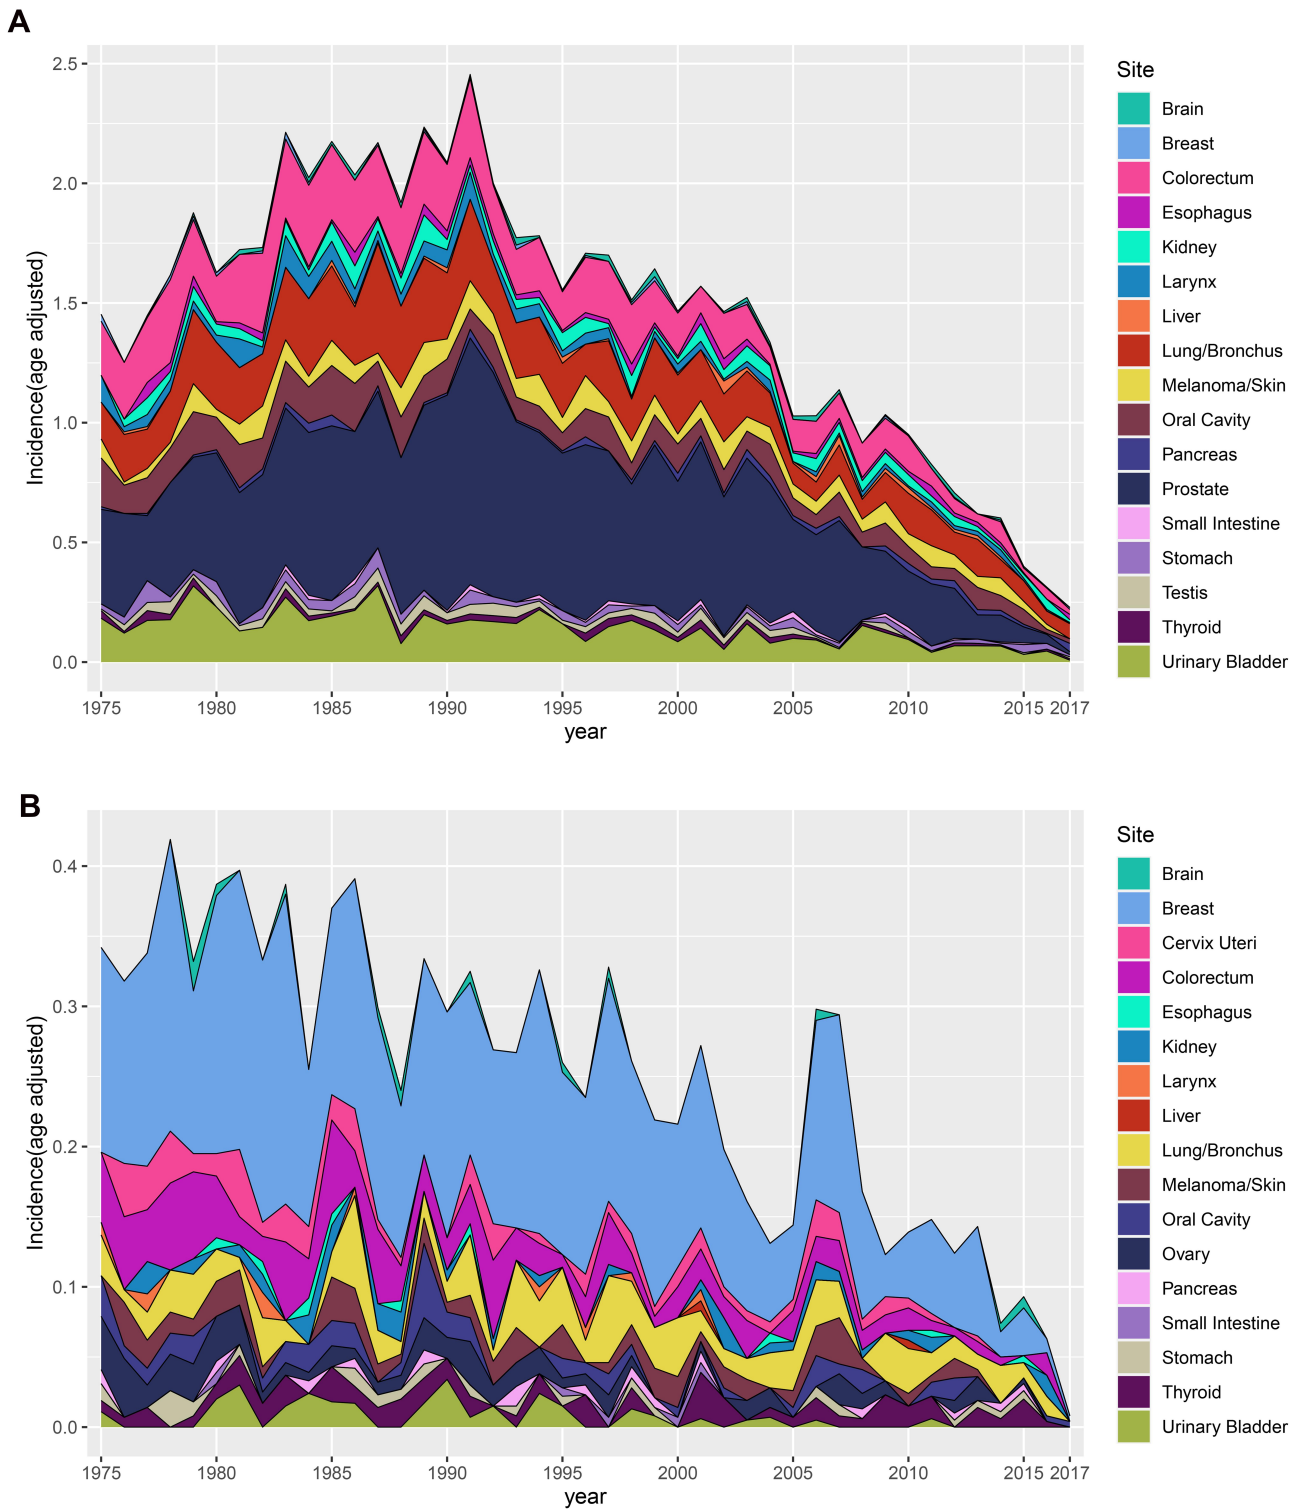 A
Incidence(age adjusted)
2.5
2.0
1.5
1.0
0.5
0.0
1975 1980 1985 1990 1995 2000 2005 2010 2015 2017
year
Site
Brain
Breast
Colorectum
Esophagus
Kidney
Larynx
Liver
Lung/Bronchus
Melanoma/Skin
Oral Cavity
Pancreas
Prostate
Small Intestine
Stomach
Testis
Thyroid
Urinary Bladder
B
Incidence(age adjusted)
0.4
0.3
0.2
0.1
0.0
1975 1980 1985 1990 1995 2000 2005 2010 2015 2017
year
Site
Brain
Breast
Cervix Uteri
Colorectum
Esophagus
Kidney
Larynx
Liver
Lung/Bronchus
Melanoma/Skin
Oral Cavity
Ovary
Pancreas
Small Intestine
Stomach
Thyroid
Urinary Bladder